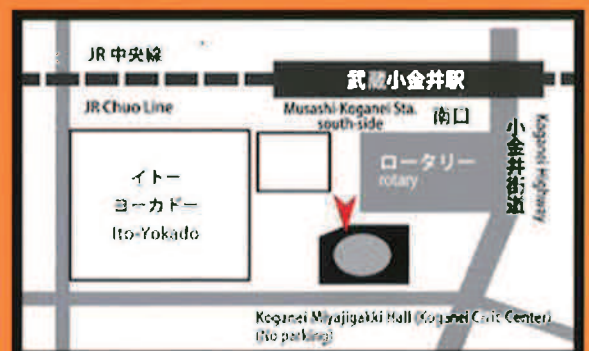 JR 中央線
武蔵小金井駅
JR Chuo Line
Musashi-Koganei Sta.
south-side
南口
小金井街道
Koganei Highway
ロータリー
rotary
イトー
ヨーカドー
Ito-Yokado
Koganei Miyajigakki Hall (Koganei Civic Center)
(No parking)